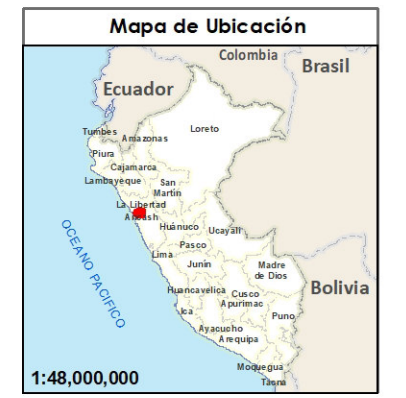 Mapa de Ubicación
Colombia
Brasil
Ecuador
Loreto
Tumbes
Amazonas
Piura
Cajamarca
Lambayeque
San
Martín
La Libertad
Ancash
Huánuco
Ucayali
Pasco
Lima
Junin
Madre
de Dios
Bolivia
Huancavelica
Cusco
Apurimac
Ica
Puno
Ayacucho
Arequipa
Moquegua
Tacna
OCEANO PACIFICO
1:48,000,000